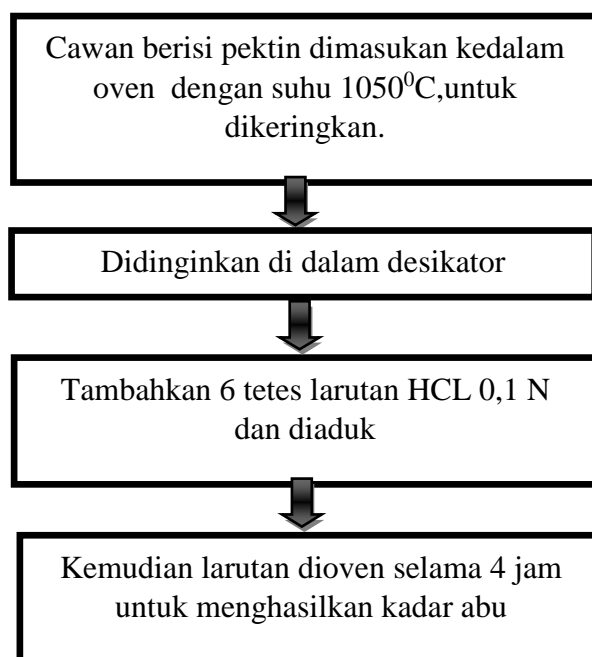 Cawan berisi pektin dimasukan kedalam
oven dengan suhu 1050⁰C,untuk
dikeringkan.
Didinginkan di dalam desikator
Tambahkan 6 tetes larutan HCL 0,1 N
dan diaduk
Kemudian larutan dioven selama 4 jam
untuk menghasilkan kadar abu